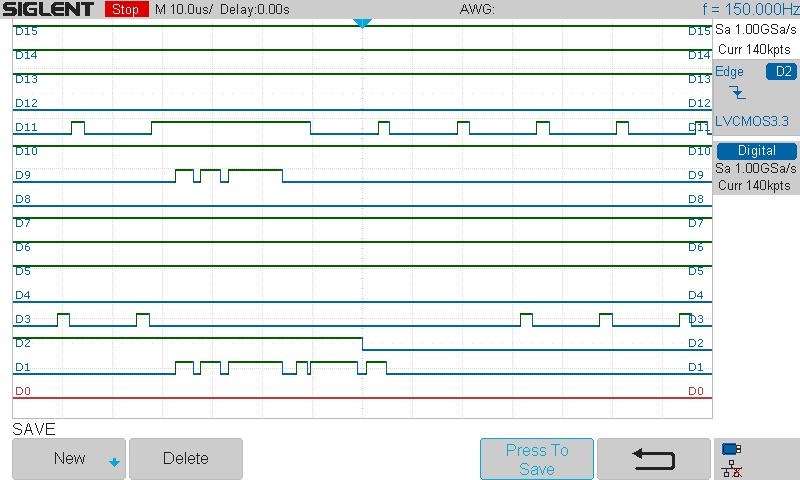 SIGLENT Stop M 10.0us/ Delay:0.00s AWG: f = 150.000Hz
D15 D15 Sa 1.00GSa/s
D14 D14 Curr 140kpts
D13 D13 Edge D2
D12 D12
D11 D11 LVCMOS3.3
D10 D10 Digital
D9 D9 Sa 1.00GSa/s
Curr 140kpts
D8 D8
D7 D7
D6 D6
D5 D5
D4 D4
D3 D3
D2 D2
D1 D1
D0 D0
SAVE
New Delete Press To
Save